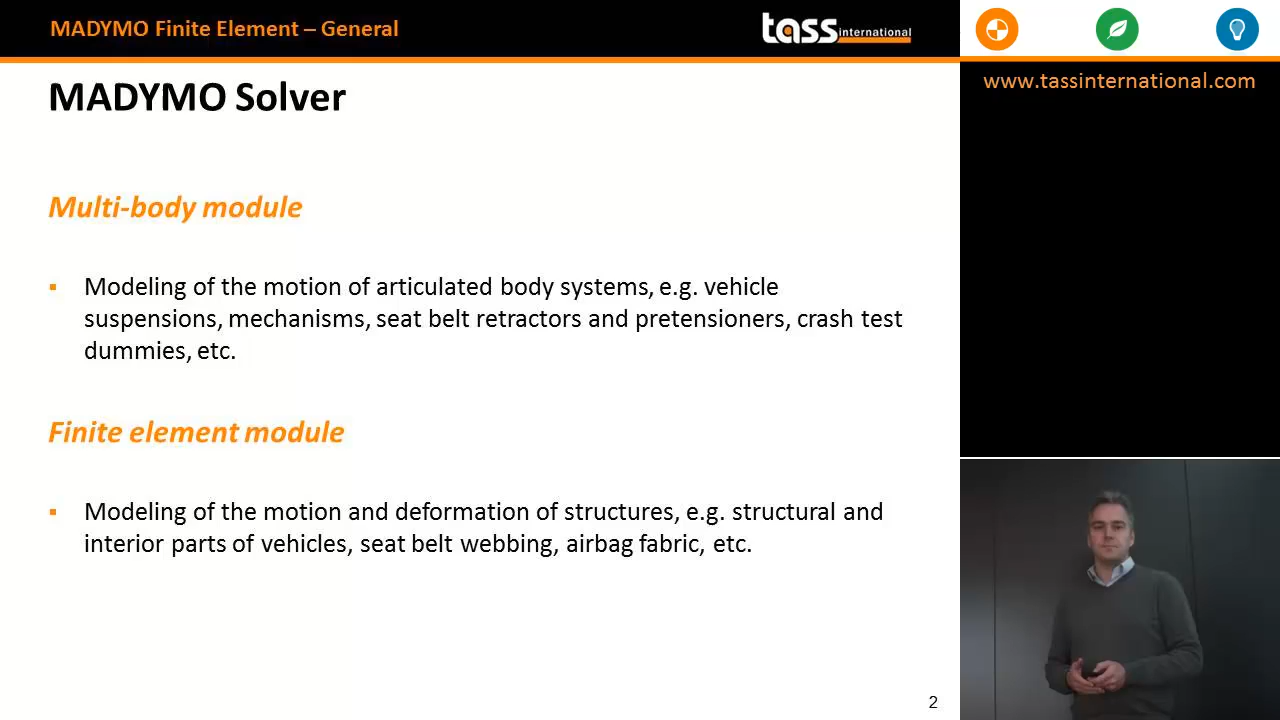 MADYMO Finite Element – General
tass international
www.tassinternational.com
MADYMO Solver
Multi-body module
▪ Modeling of the motion of articulated body systems, e.g. vehicle
suspensions, mechanisms, seat belt retractors and pretensioners, crash test
dummies, etc.
Finite element module
▪ Modeling of the motion and deformation of structures, e.g. structural and
interior parts of vehicles, seat belt webbing, airbag fabric, etc.
2